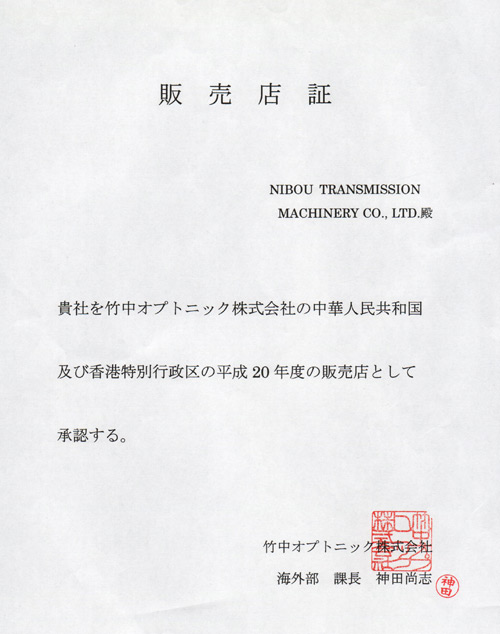 販売店証
NIBOU TRANSMISSION
MACHINERY CO., LTD.殿
貴社を竹中オプトニック株式会社の中華人民共和国
及び香港特別行政区の平成 20 年度の販売店として
承認する。
竹中オプトニック株式会社
海外部 課長 神田尚志
神田